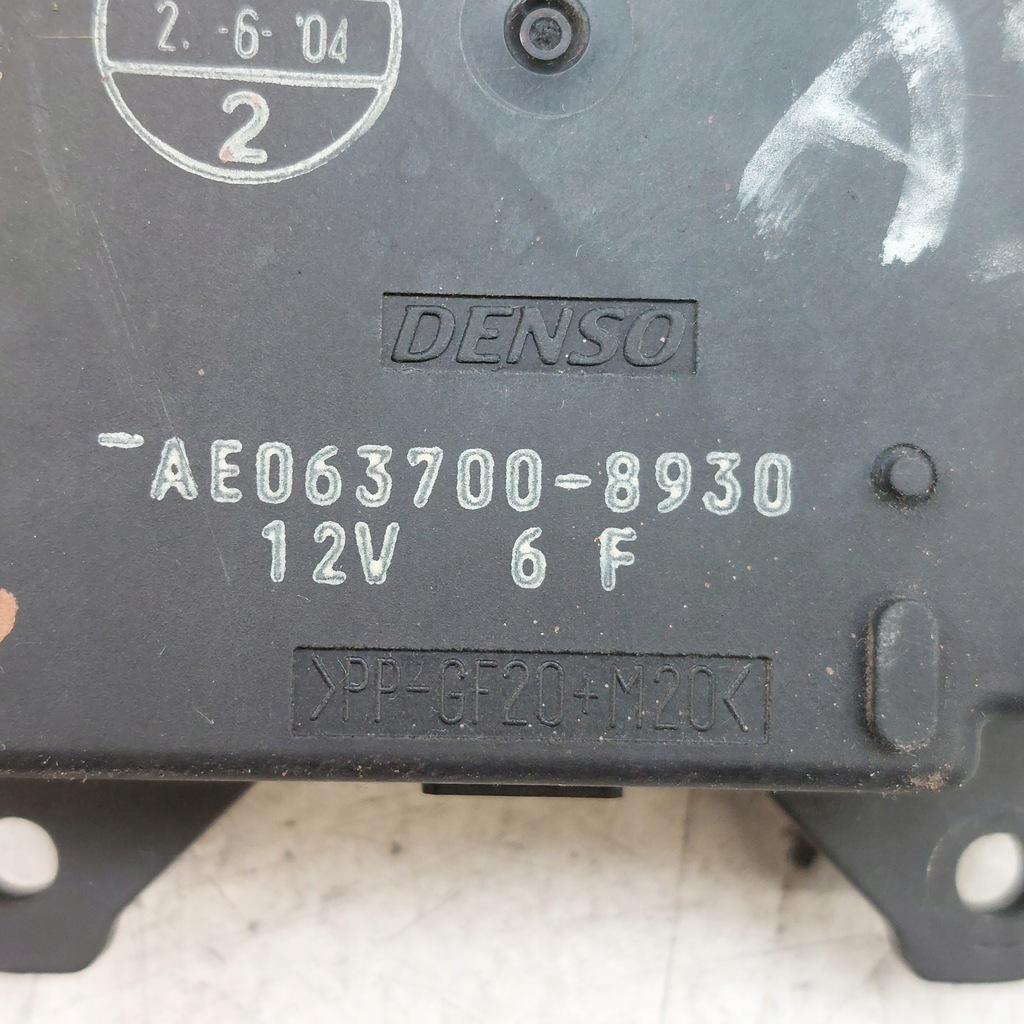 2. -6- '04
2
A
DENSO
-AE063700-8930
12V 6 F
>PP-GF20+M20<